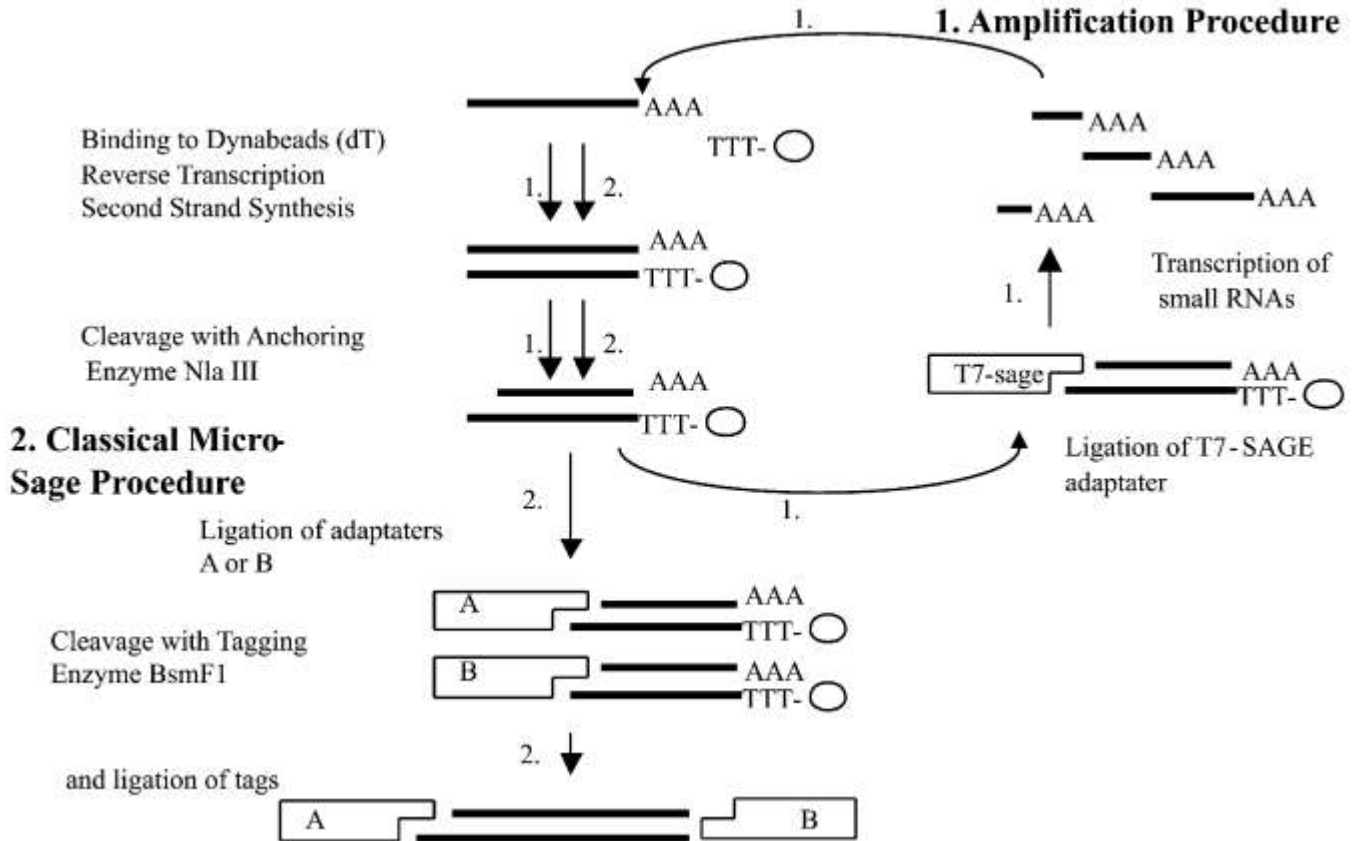 1.
1. Amplification Procedure
AAA
TTT-
Binding to Dynabeads (dT)
Reverse Transcription
Second Strand Synthesis
1.
2.
AAA
TTT-
AAA
AAA
AAA
AAA
Transcription of
small RNAs
1.
Cleavage with Anchoring
Enzyme Nla III
1.
2.
AAA
TTT-
T7-sage
AAA
TTT-
2. Classical Micro-
Sage Procedure
Ligation of T7-SAGE
adaptater
1.
2.
Ligation of adaptaters
A or B
A
AAA
TTT-
Cleavage with Tagging
Enzyme BsmF1
B
AAA
TTT-
2.
and ligation of tags
A
B